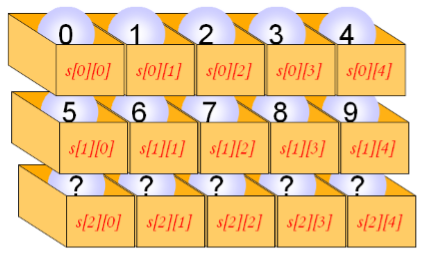 0 1 2 3 4
s[0][0] s[0][1] s[0][2] s[0][3] s[0][4]
5 6 7 8 9
s[1][0] s[1][1] s[1][2] s[1][3] s[1][4]
? ? ? ? ?
s[2][0] s[2][1] s[2][2] s[2][3] s[2][4]